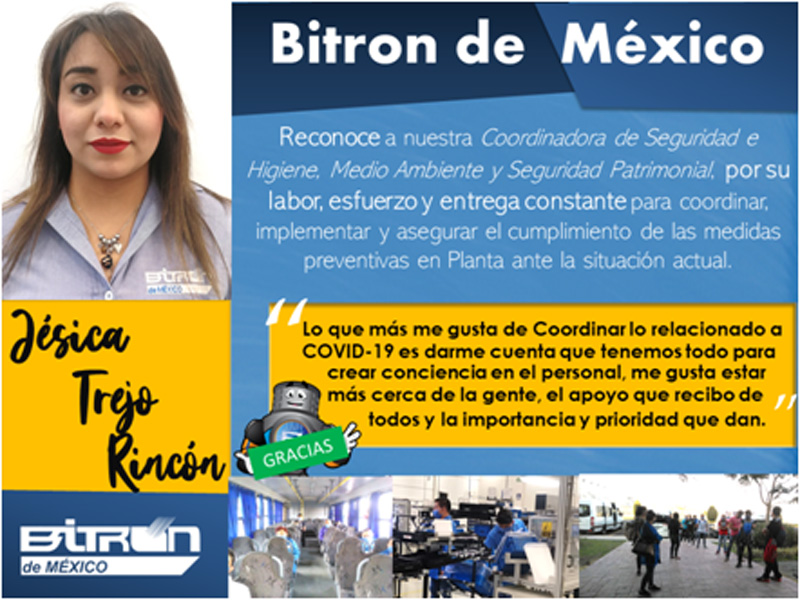 Bitron de México
Reconoce a nuestra Coordinadora de Seguridad e
Higiene, Medio Ambiente y Seguridad Patrimonial, por su
labor, esfuerzo y entrega constante para coordinar,
implementar y asegurar el cumplimiento de las medidas
preventivas en Planta ante la situación actual.
BITRON
de MÉXICO
Jésica
Trejo
Rincón
“Lo que más me gusta de Coordinar lo relacionado a
COVID-19 es darme cuenta que tenemos todo para
crear conciencia en el personal, me gusta estar
más cerca de la gente, el apoyo que recibo de
todos y la importancia y prioridad que dan.”
GRACIAS
BITRON
de MÉXICO